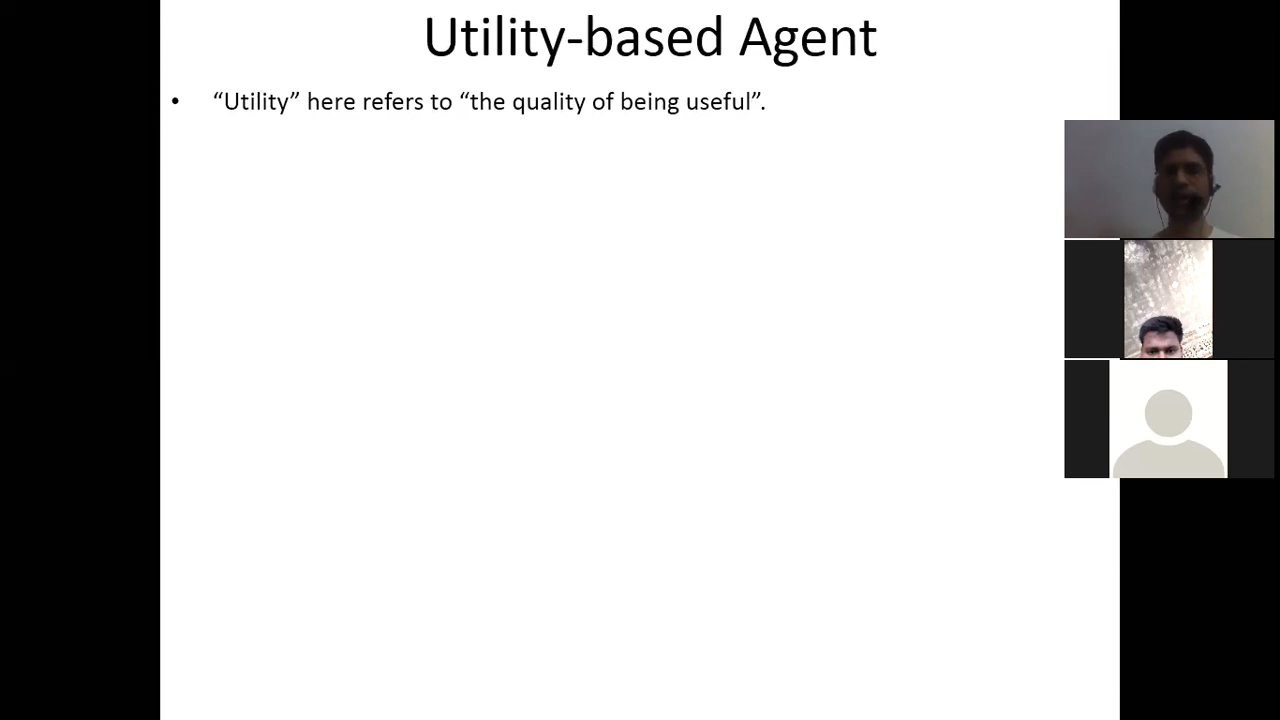 Utility-based Agent
• “Utility” here refers to “the quality of being useful”.